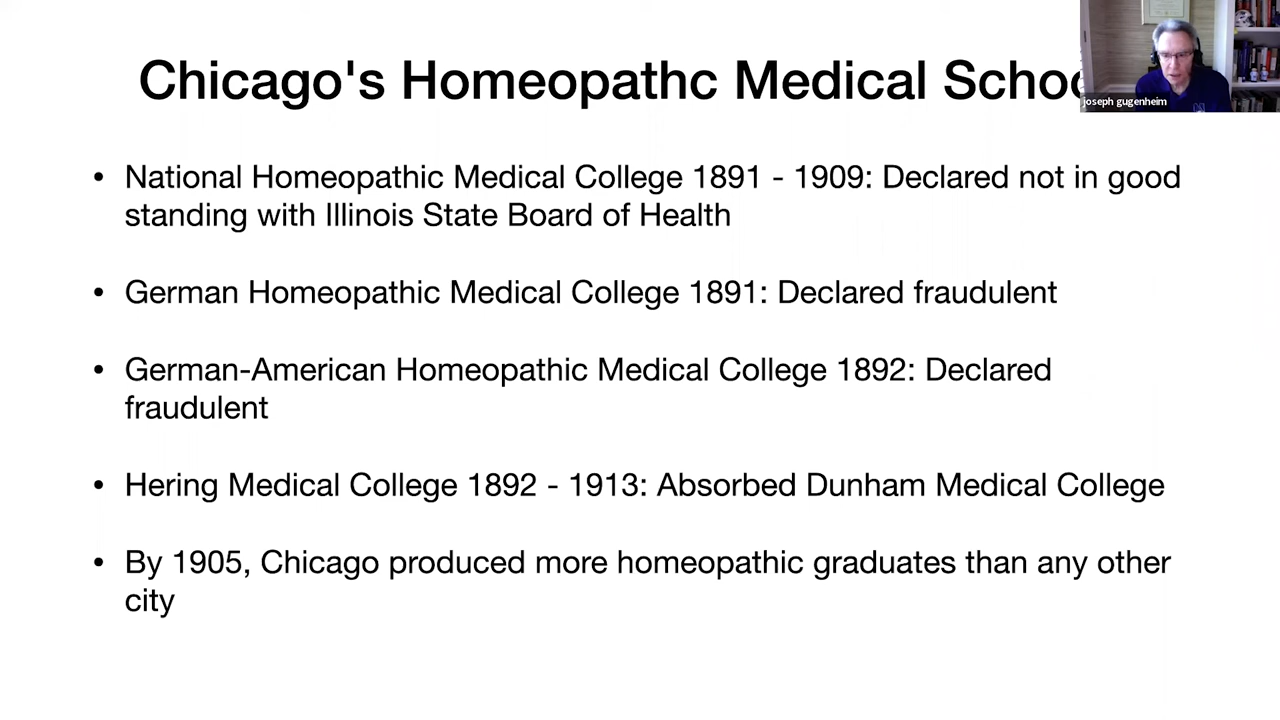 Chicago's Homeopathc Medical Schoo
joseph gugenheim
• National Homeopathic Medical College 1891 - 1909: Declared not in good
standing with Illinois State Board of Health
• German Homeopathic Medical College 1891: Declared fraudulent
• German-American Homeopathic Medical College 1892: Declared
fraudulent
• Hering Medical College 1892 - 1913: Absorbed Dunham Medical College
• By 1905, Chicago produced more homeopathic graduates than any other
city